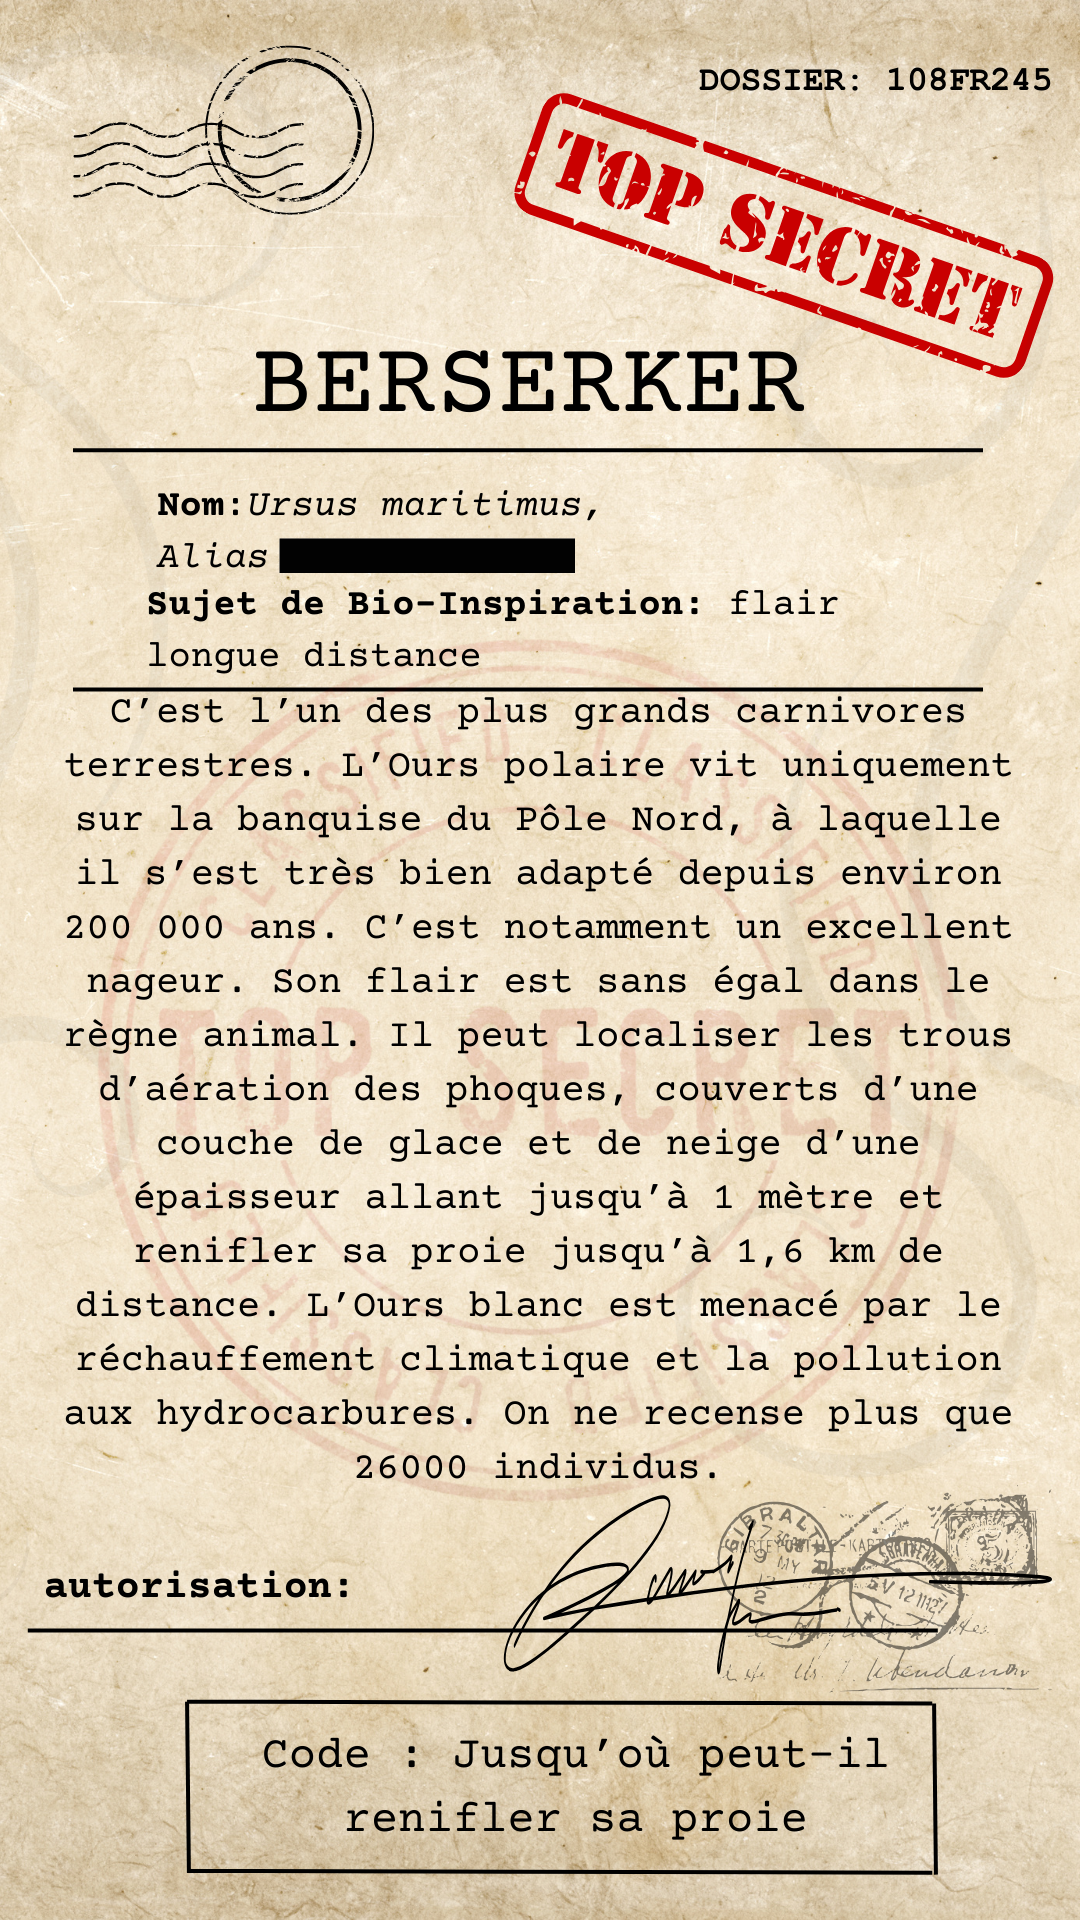 DOSSIER: 108FR245
TOP SECRET
BERSERKER
Nom:Ursus maritimus,
Alias
Sujet de Bio-Inspiration: flair
longue distance
C’est l’un des plus grands carnivores
terrestres. L’Ours polaire vit uniquement
sur la banquise du Pôle Nord, à laquelle
il s’est très bien adapté depuis environ
200 000 ans. C’est notamment un excellent
nageur. Son flair est sans égal dans le
règne animal. Il peut localiser les trous
d’aération des phoques, couverts d’une
couche de glace et de neige d’une
épaisseur allant jusqu’à 1 mètre et
renifler sa proie jusqu’à 1,6 km de
distance. L’Ours blanc est menacé par le
réchauffement climatique et la pollution
aux hydrocarbures. On ne recense plus que
26000 individus.
CLASSIFIED CLASSIFIED
TOP SECRET
CLASSIFIED CLASSIFIED
GIBRALTAR
autorisation:
Code : Jusqu’où peut-il
renifler sa proie